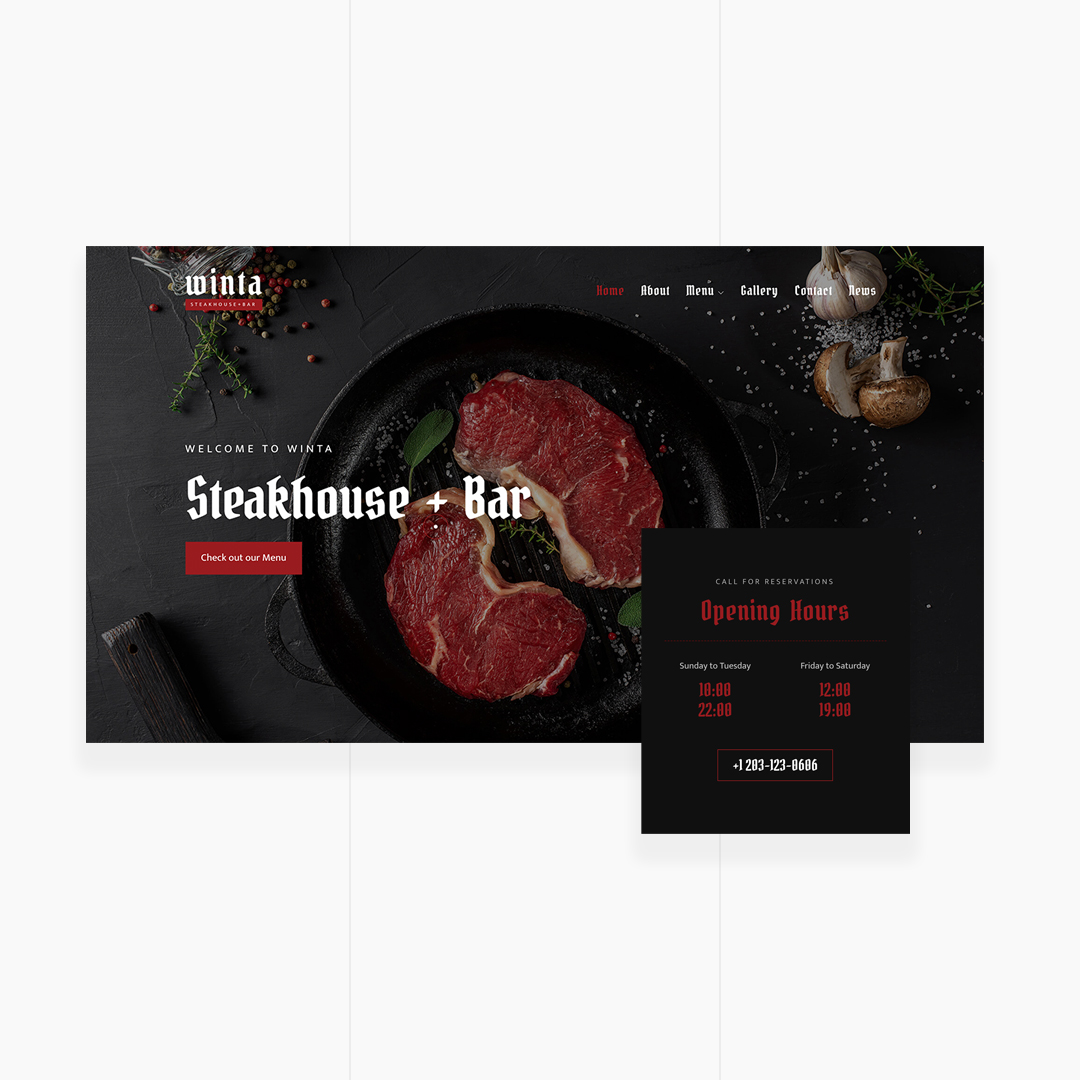 winta
STEAKHOUSE+BAR
Home About Menu Gallery Contact News
WELCOME TO WINTA
Steakhouse + Bar
Check out our Menu
CALL FOR RESERVATIONS
Opening Hours
Sunday to Tuesday
10:00
22:00
Friday to Saturday
12:00
19:00
+1 203-123-0606